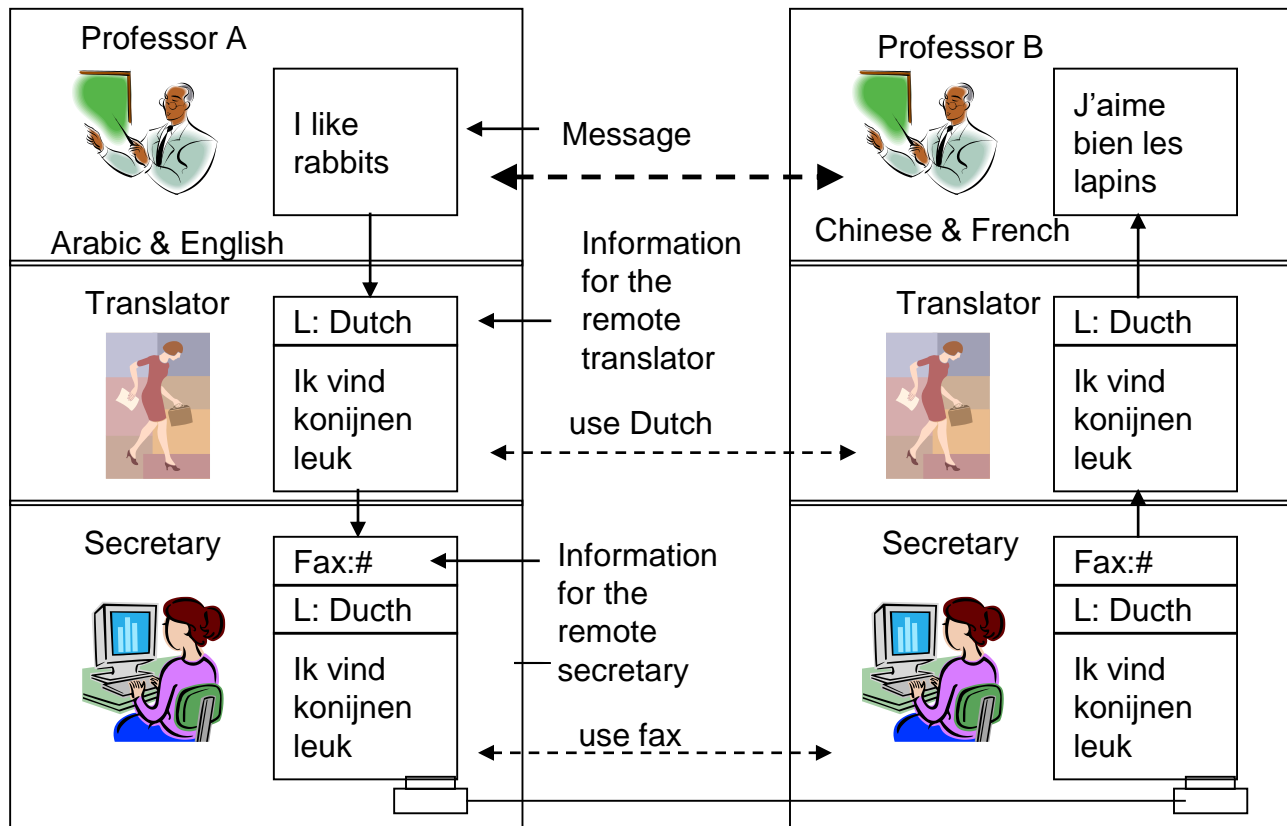 Professor A
I like
rabbits
Arabic & English
Message
Professor B
J’aime
bien les
lapins
Chinese & French
Translator
L: Dutch
Ik vind
konijnen
leuk
Information
for the
remote
translator
use Dutch
Translator
L: Ducth
Ik vind
konijnen
leuk
Secretary
Fax:#
L: Ducth
Ik vind
konijnen
leuk
Information
for the
remote
secretary
use fax
Secretary
Fax:#
L: Ducth
Ik vind
konijnen
leuk